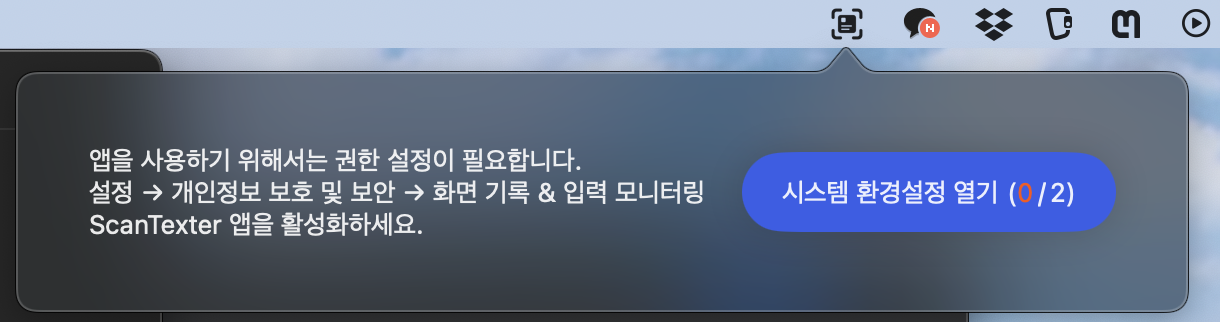 앱을 사용하기 위해서는 권한 설정이 필요합니다.
설정 → 개인정보 보호 및 보안 → 화면 기록 & 입력 모니터링
ScanTexter 앱을 활성화하세요.
시스템 환경설정 열기 (0/2)